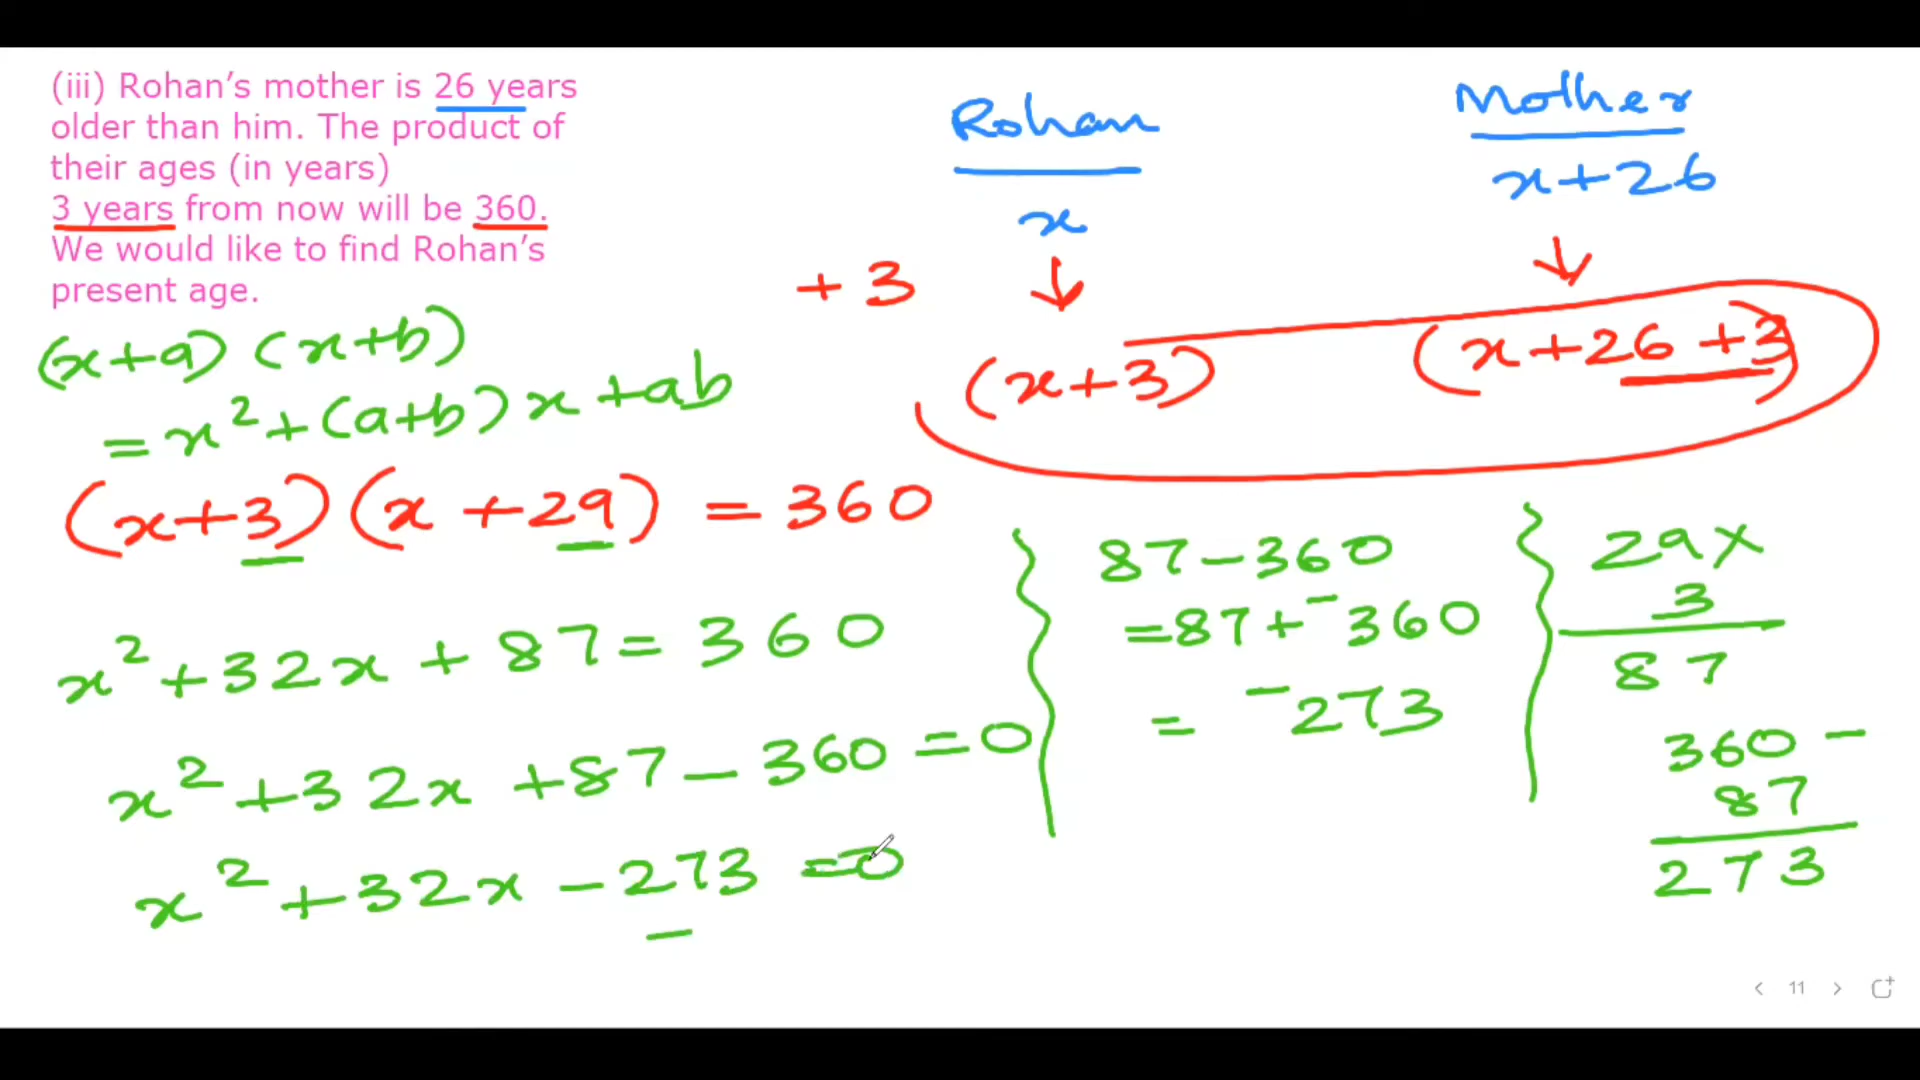 (iii) Rohan's mother is 26 years
older than him. The product of
their ages (in years)
3 years from now will be 360.
We would like to find Rohan's
present age.
Rohan
Mother
x
x+26
+3
(x+3)
(x+26+3)
(x+a) (x+b)
= x²+(a+b)x+ab
(x+3)(x+29) = 360
x²+32x+87=360
x²+32x+87-360=0
x²+32x-273=0
87-360
=87+⁻360
= ⁻273
29x
3
87
360-
87
273
< 11 >